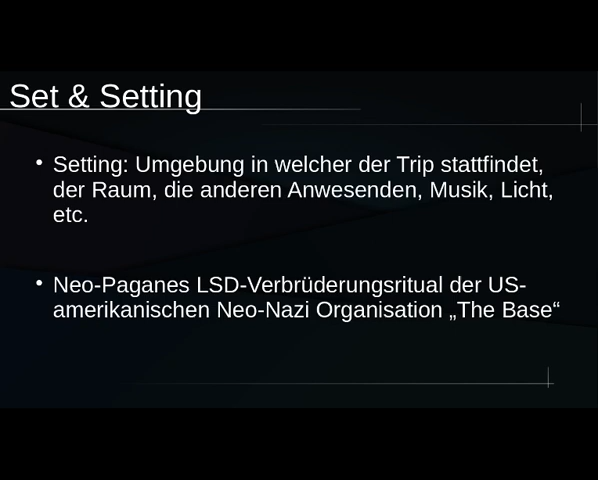 Set & Setting
• Setting: Umgebung in welcher der Trip stattfindet,
der Raum, die anderen Anwesenden, Musik, Licht,
etc.
• Neo-Paganes LSD-Verbrüderungsritual der US-
amerikanischen Neo-Nazi Organisation „The Base“